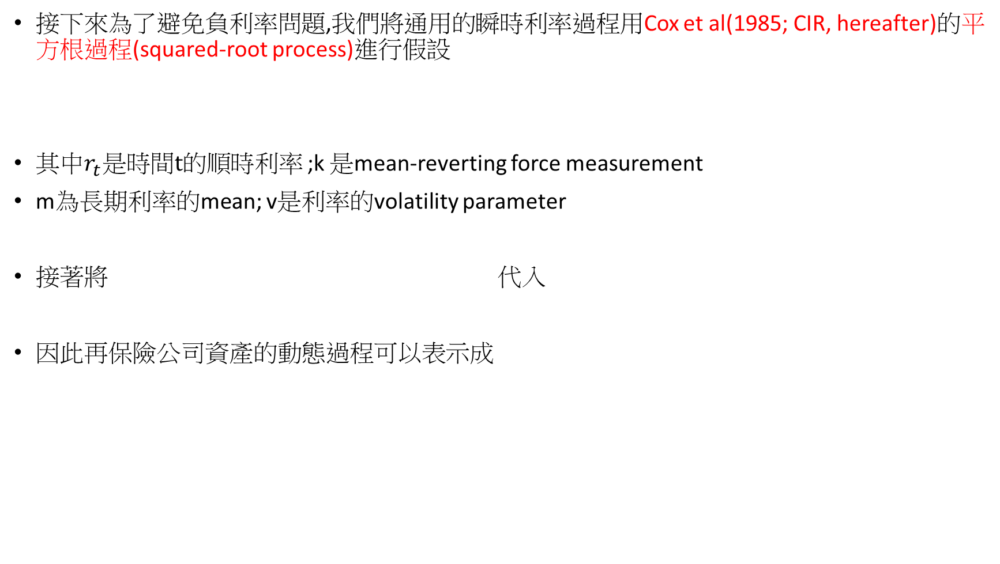 • 接下來為了避免負利率問題,我們將通用的瞬時利率過程用Cox et al(1985; CIR, hereafter)的平
方根過程(squared-root process)進行假設
• 其中r_t是時間t的順時利率 ;k 是mean-reverting force measurement
• m為長期利率的mean; v是利率的volatility parameter
• 接著將 代入
• 因此再保險公司資產的動態過程可以表示成